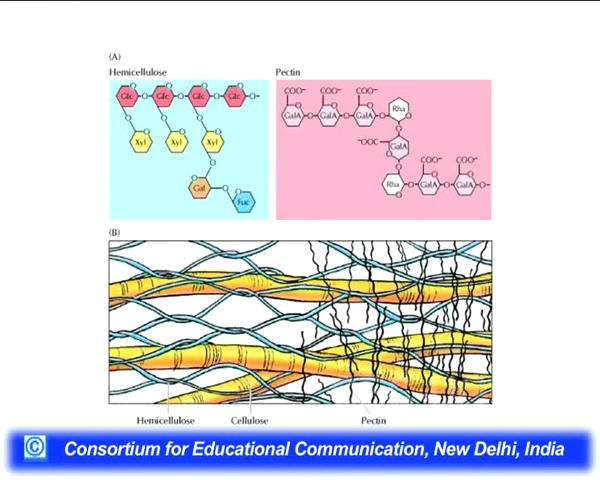 (A)
Hemicellulose
Pectin
Glc Glc Glc Glc
Xyl Xyl Xyl
Gal
Fuc
COO⁻ COO⁻ COO⁻
GalA GalA GalA Rha
⁻OOC GalA
COO⁻ COO⁻
Rha GalA GalA
(B)
Hemicellulose Cellulose Pectin
© Consortium for Educational Communication, New Delhi, India